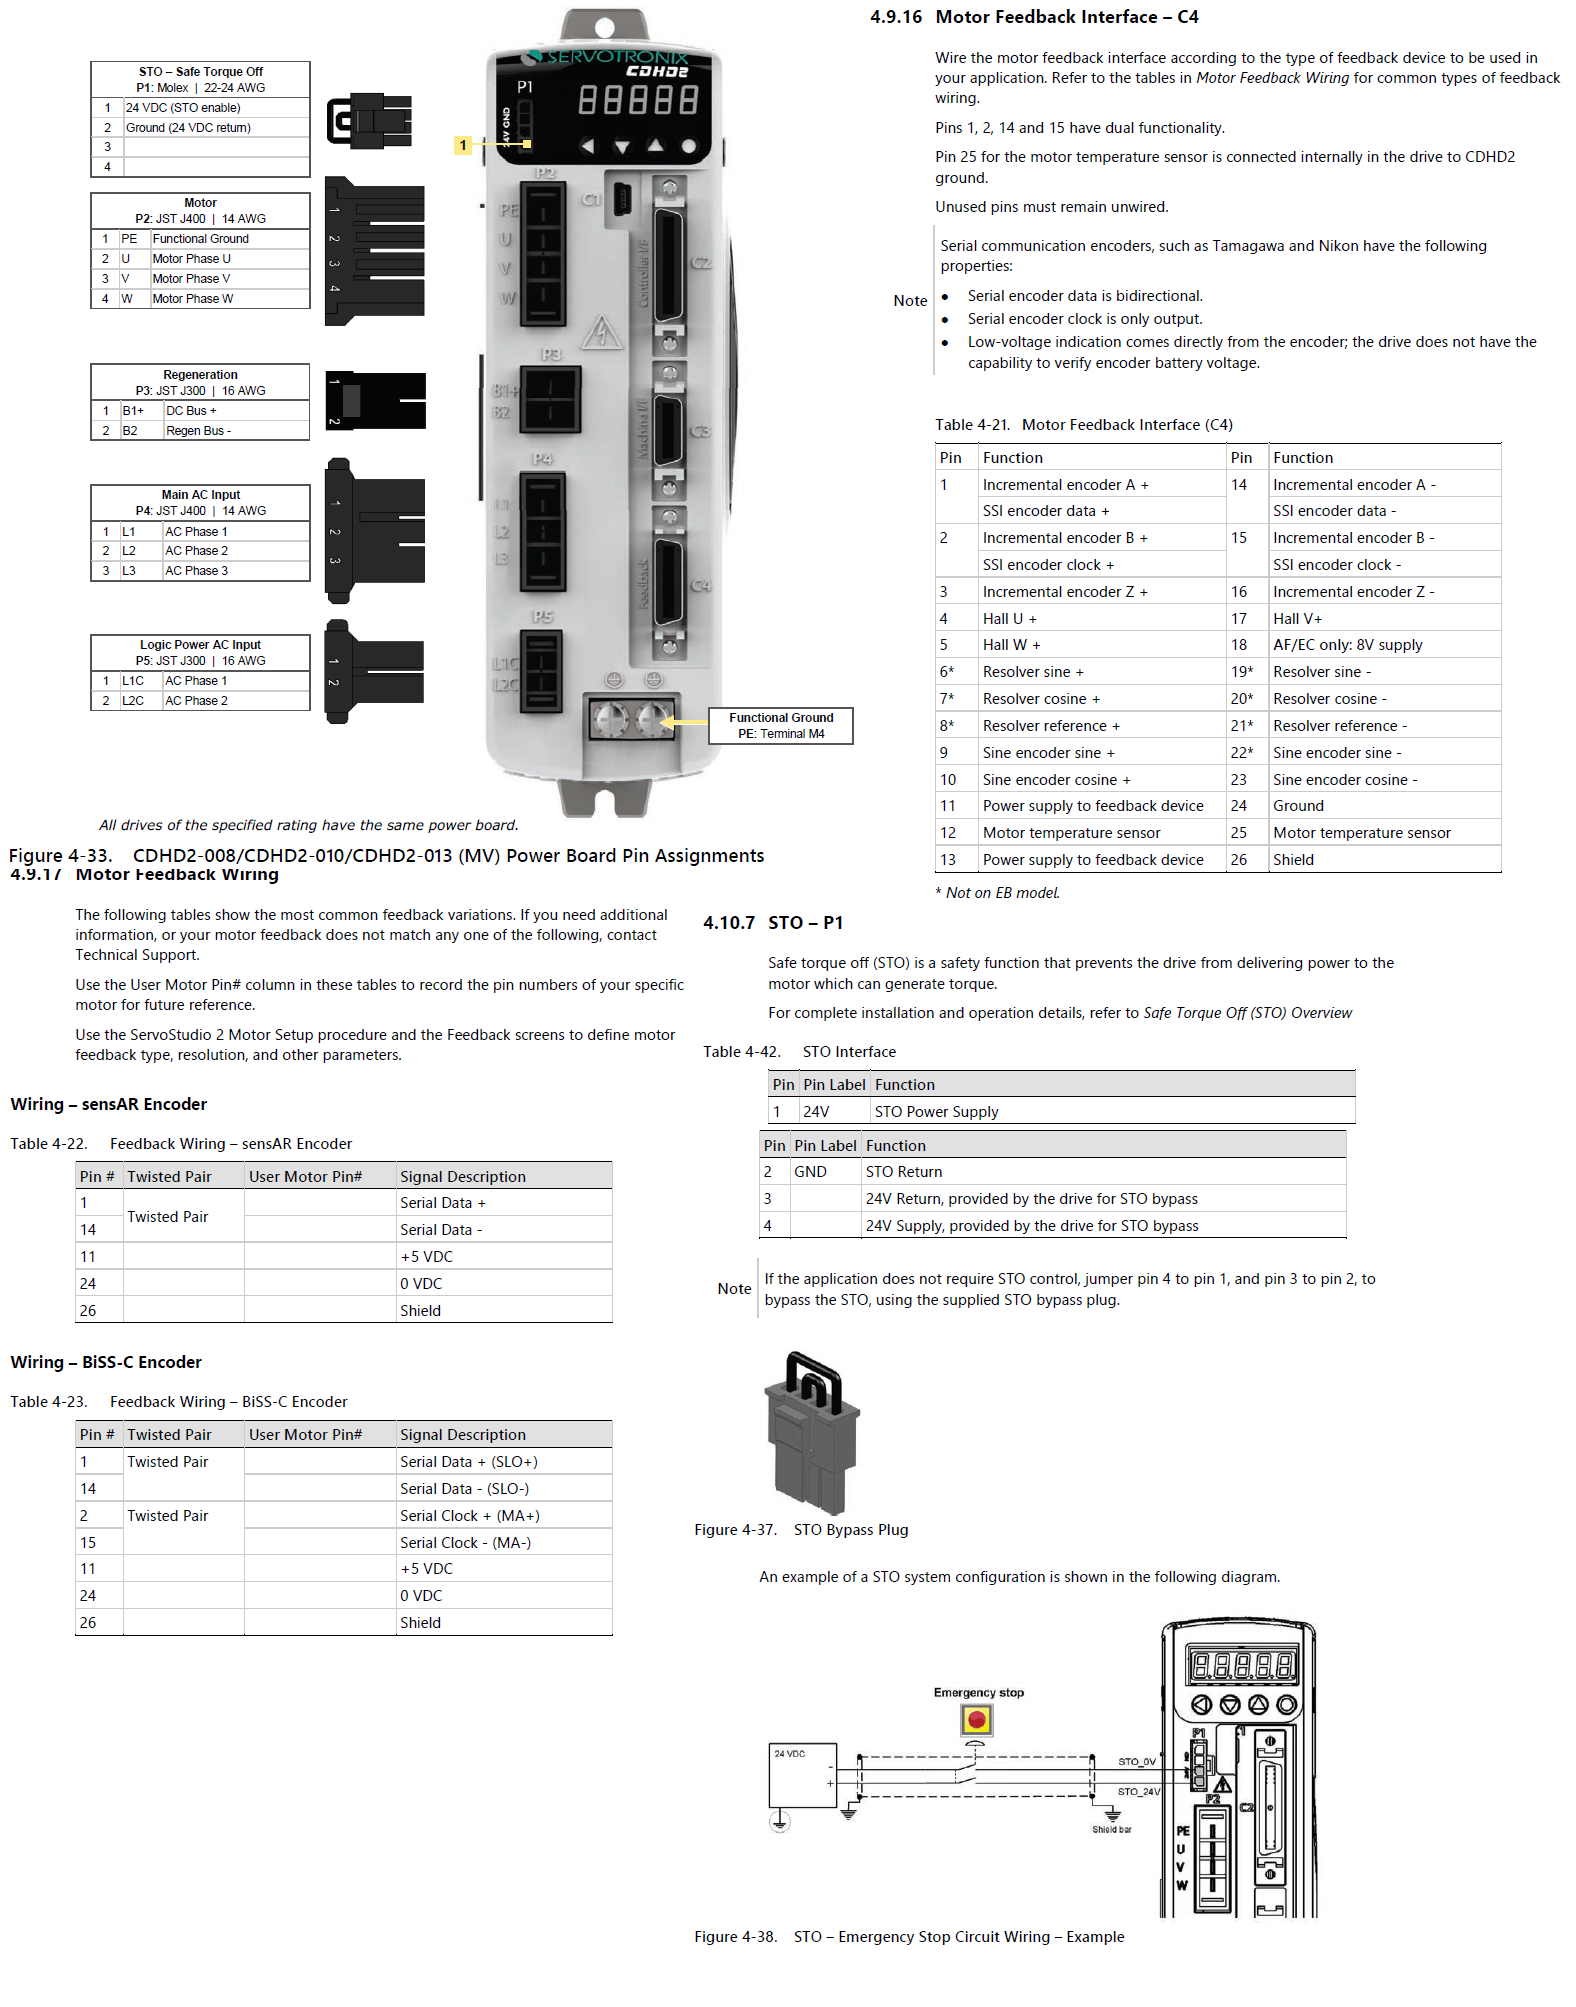 STO – Safe Torque Off
P1: Molex | 22-24 AWG
1 24 VDC (STO enable)
2 Ground (24 VDC return)
3
4
Motor
P2: JST J400 | 14 AWG
1 PE Functional Ground
2 U Motor Phase U
3 V Motor Phase V
4 W Motor Phase W
Regeneration
P3: JST J300 | 16 AWG
1 B1+ DC Bus +
2 B2 Regen Bus -
Main AC Input
P4: JST J400 | 14 AWG
1 L1 AC Phase 1
2 L2 AC Phase 2
3 L3 AC Phase 3
Logic Power AC Input
P5: JST J300 | 16 AWG
1 L1C AC Phase 1
2 L2C AC Phase 2
1
2
3
4
1
2
1
2
3
1
2
SERVOTRONIX
CDHD2
P1
88888
24V GND
1
P2
PE
U
V
W
C1
Controller I/F
C2
P3
B1+
B2
Machine I/F
C3
P4
L1
L2
L3
Feedback
C4
P5
L1C
L2C
Functional Ground
PE: Terminal M4
All drives of the specified rating have the same power board.
Figure 4-33. CDHD2-008/CDHD2-010/CDHD2-013 (MV) Power Board Pin Assignments
4.9.16 Motor Feedback Interface – C4
Wire the motor feedback interface according to the type of feedback device to be used in
your application. Refer to the tables in Motor Feedback Wiring for common types of feedback
wiring.
Pins 1, 2, 14 and 15 have dual functionality.
Pin 25 for the motor temperature sensor is connected internally in the drive to CDHD2
ground.
Unused pins must remain unwired.
Note
Serial communication encoders, such as Tamagawa and Nikon have the following
properties:
● Serial encoder data is bidirectional.
● Serial encoder clock is only output.
● Low-voltage indication comes directly from the encoder; the drive does not have the
capability to verify encoder battery voltage.
Table 4-21. Motor Feedback Interface (C4)
Pin Function Pin Function
1 Incremental encoder A + 14 Incremental encoder A -
SSI encoder data + SSI encoder data -
2 Incremental encoder B + 15 Incremental encoder B -
SSI encoder clock + SSI encoder clock -
3 Incremental encoder Z + 16 Incremental encoder Z -
4 Hall U + 17 Hall V+
5 Hall W + 18 AF/EC only: 8V supply
6* Resolver sine + 19* Resolver sine -
7* Resolver cosine + 20* Resolver cosine -
8* Resolver reference + 21* Resolver reference -
9 Sine encoder sine + 22* Sine encoder sine -
10 Sine encoder cosine + 23 Sine encoder cosine -
11 Power supply to feedback device 24 Ground
12 Motor temperature sensor 25 Motor temperature sensor
13 Power supply to feedback device 26 Shield
* Not on EB model.
4.9.17 Motor Feedback Wiring
The following tables show the most common feedback variations. If you need additional
information, or your motor feedback does not match any one of the following, contact
Technical Support.
Use the User Motor Pin# column in these tables to record the pin numbers of your specific
motor for future reference.
Use the ServoStudio 2 Motor Setup procedure and the Feedback screens to define motor
feedback type, resolution, and other parameters.
Wiring – sensAR Encoder
Table 4-22. Feedback Wiring – sensAR Encoder
Pin # Twisted Pair User Motor Pin# Signal Description
1 Twisted Pair Serial Data +
14 Serial Data -
11 +5 VDC
24 0 VDC
26 Shield
Wiring – BiSS-C Encoder
Table 4-23. Feedback Wiring – BiSS-C Encoder
Pin # Twisted Pair User Motor Pin# Signal Description
1 Twisted Pair Serial Data + (SLO+)
14 Serial Data - (SLO-)
2 Twisted Pair Serial Clock + (MA+)
15 Serial Clock - (MA-)
11 +5 VDC
24 0 VDC
26 Shield
4.10.7 STO – P1
Safe torque off (STO) is a safety function that prevents the drive from delivering power to the
motor which can generate torque.
For complete installation and operation details, refer to Safe Torque Off (STO) Overview
Table 4-42. STO Interface
Pin Pin Label Function
1 24V STO Power Supply
Pin Pin Label Function
2 GND STO Return
3 24V Return, provided by the drive for STO bypass
4 24V Supply, provided by the drive for STO bypass
Note
If the application does not require STO control, jumper pin 4 to pin 1, and pin 3 to pin 2, to
bypass the STO, using the supplied STO bypass plug.
Figure 4-37. STO Bypass Plug
An example of a STO system configuration is shown in the following diagram.
Emergency stop
24 VDC
-
+
STO_0V
STO_24V
Shield bar
8.8.8.8.8.
P1
P2
C2
PE
U
V
W
Figure 4-38. STO – Emergency Stop Circuit Wiring – Example